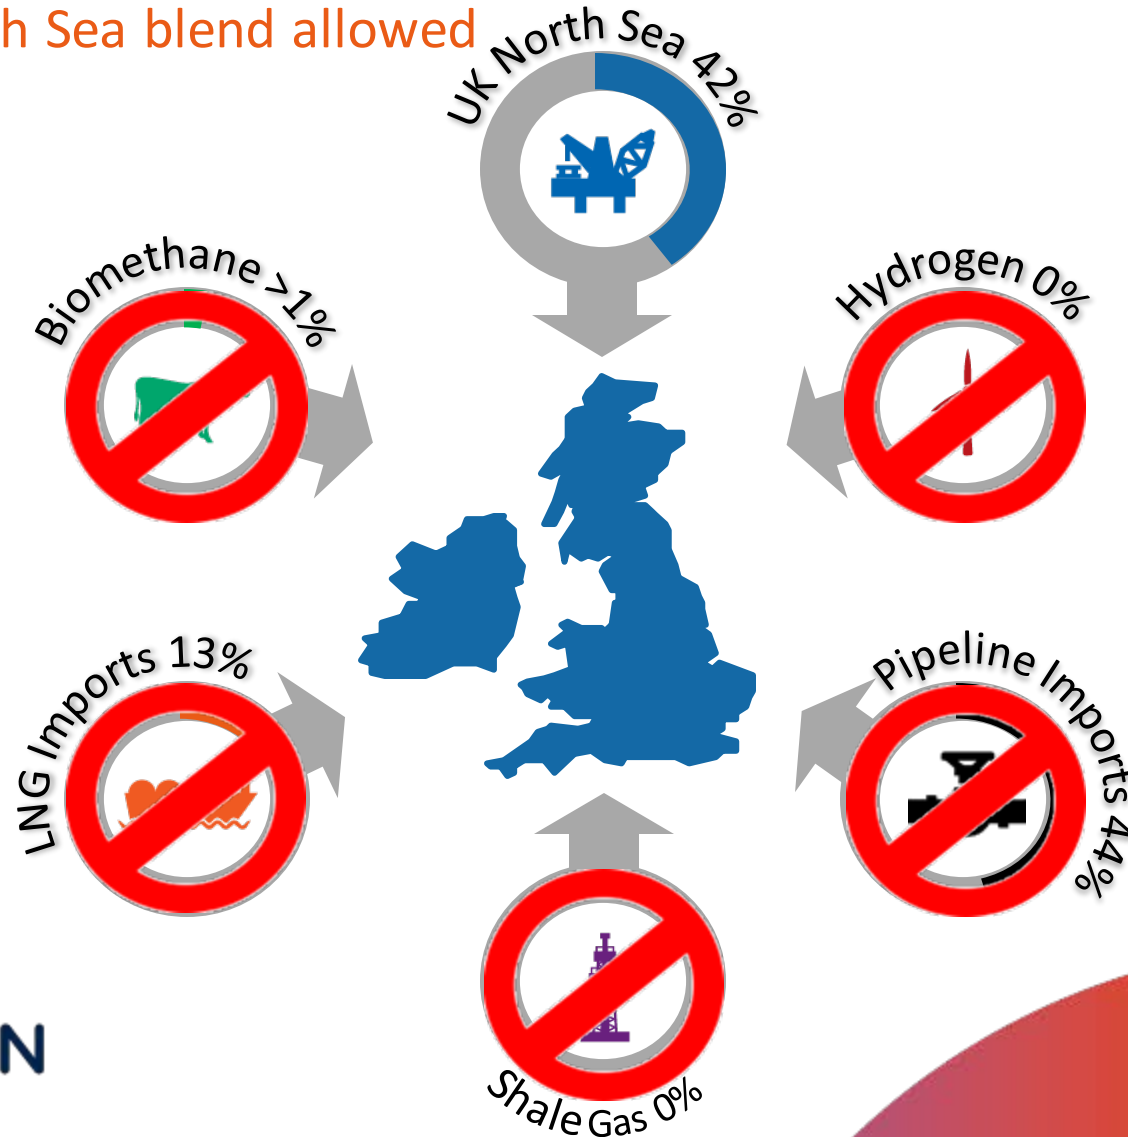 h Sea blend allowed
UK North Sea 42%
Biomethane >1%
Hydrogen 0%
LNG Imports 13%
Pipeline Imports 44%
Shale Gas 0%
N